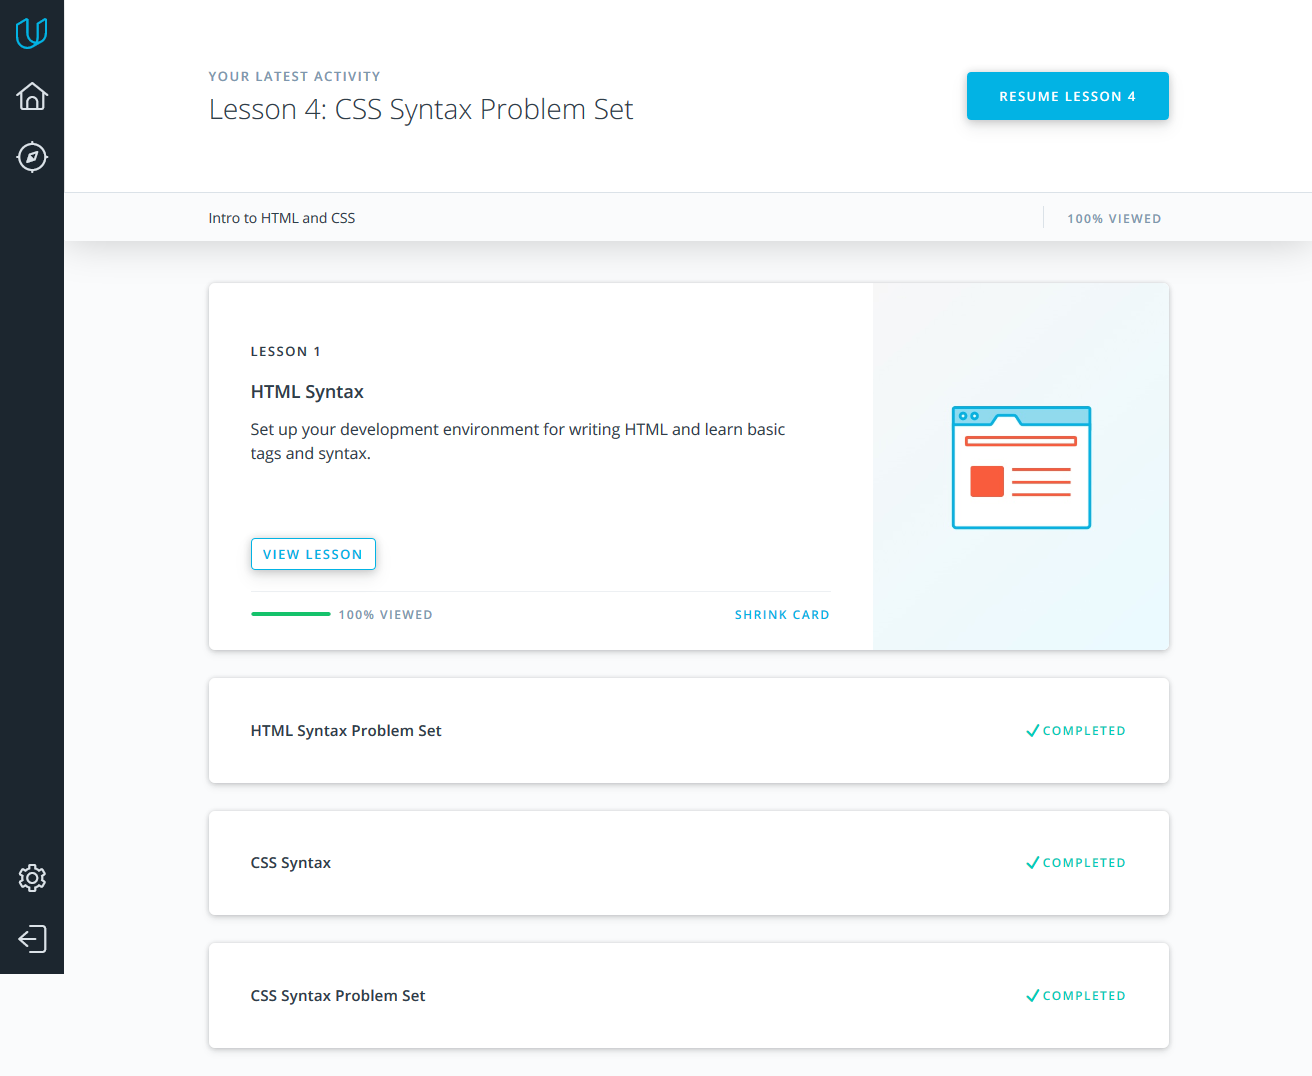 YOUR LATEST ACTIVITY
Lesson 4: CSS Syntax Problem Set
RESUME LESSON 4
Intro to HTML and CSS
100% VIEWED
LESSON 1
HTML Syntax
Set up your development environment for writing HTML and learn basic
tags and syntax.
VIEW LESSON
100% VIEWED
SHRINK CARD
HTML Syntax Problem Set
COMPLETED
CSS Syntax
COMPLETED
CSS Syntax Problem Set
COMPLETED